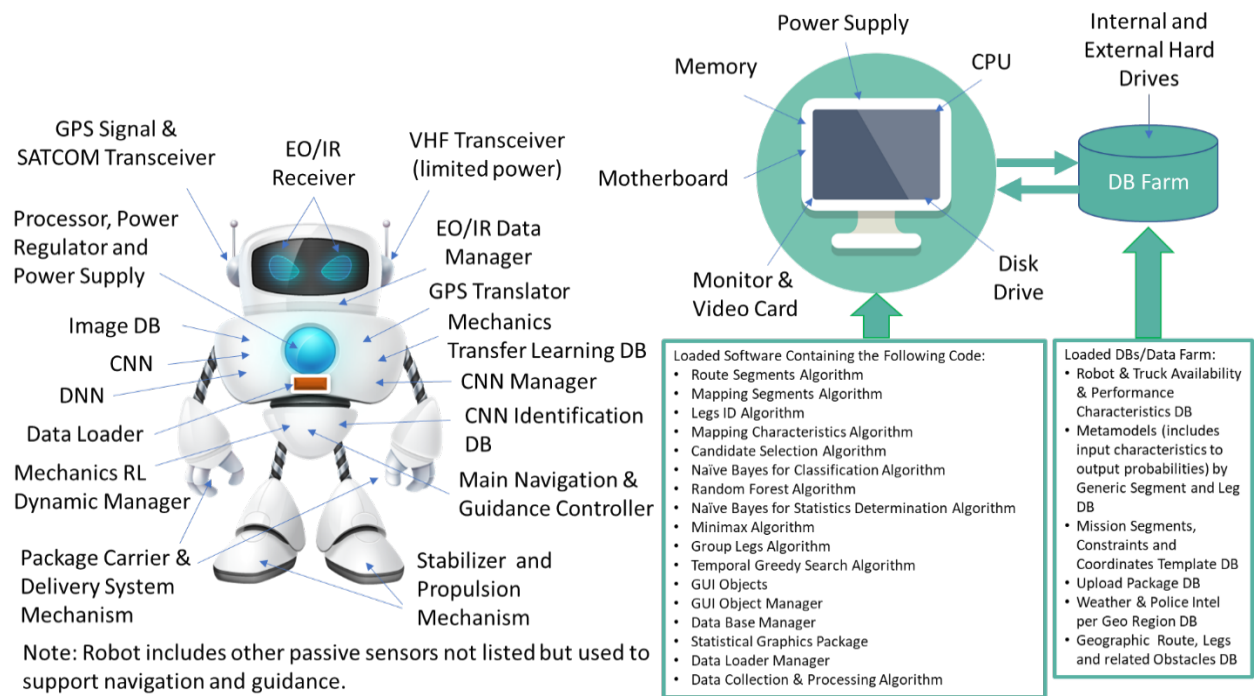 GPS Signal &
SATCOM Transceiver
EO/IR
Receiver
VHF Transceiver
(limited power)
Processor, Power
Regulator and
Power Supply
EO/IR Data
Manager
GPS Translator
Image DB
Mechanics
Transfer Learning DB
CNN
CNN Manager
DNN
CNN Identification
DB
Data Loader
Mechanics RL
Dynamic Manager
Main Navigation &
Guidance Controller
Package Carrier &
Delivery System
Mechanism
Stabilizer and
Propulsion
Mechanism
Note: Robot includes other passive sensors not listed but used to
support navigation and guidance.
Power Supply
Memory
CPU
Motherboard
Monitor &
Video Card
Disk
Drive
Internal and
External Hard
Drives
DB Farm
Loaded Software Containing the Following Code:
• Route Segments Algorithm
• Mapping Segments Algorithm
• Legs ID Algorithm
• Mapping Characteristics Algorithm
• Candidate Selection Algorithm
• Naïve Bayes for Classification Algorithm
• Random Forest Algorithm
• Naïve Bayes for Statistics Determination Algorithm
• Minimax Algorithm
• Group Legs Algorithm
• Temporal Greedy Search Algorithm
• GUI Objects
• GUI Object Manager
• Data Base Manager
• Statistical Graphics Package
• Data Loader Manager
• Data Collection & Processing Algorithm
Loaded DBs/Data Farm:
• Robot & Truck Availability
& Performance
Characteristics DB
• Metamodels (includes
input characteristics to
output probabilities) by
Generic Segment and Leg
DB
• Mission Segments,
Constraints and
Coordinates Template DB
• Upload Package DB
• Weather & Police Intel
per Geo Region DB
• Geographic Route, Legs
and related Obstacles DB